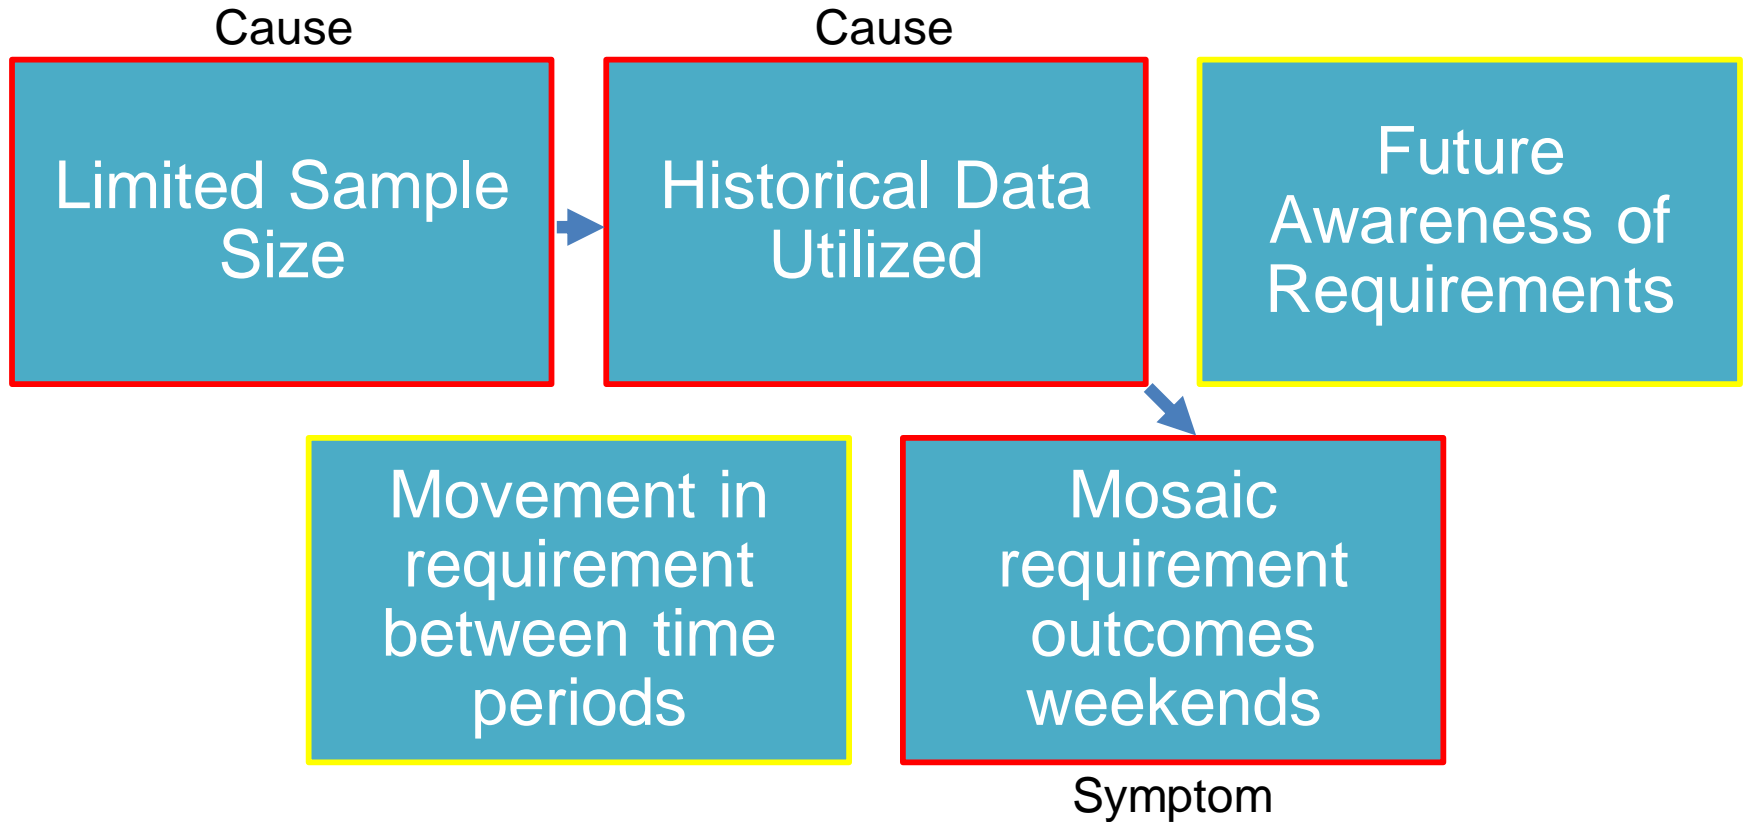 Cause
Cause
Limited Sample
Size
Historical Data
Utilized
Future
Awareness of
Requirements
Movement in
requirement
between time
periods
Mosaic
requirement
outcomes
weekends
Symptom